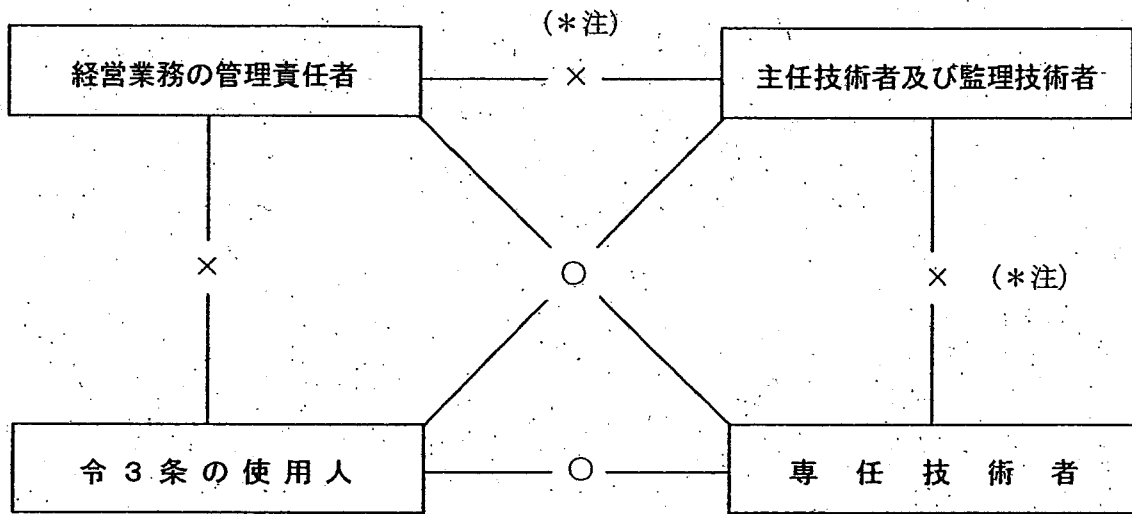 (*注)
経営業務の管理責任者
×
主任技術者及び監理技術者
×
○
× (*注)
令3条の使用人
○
専任技術者